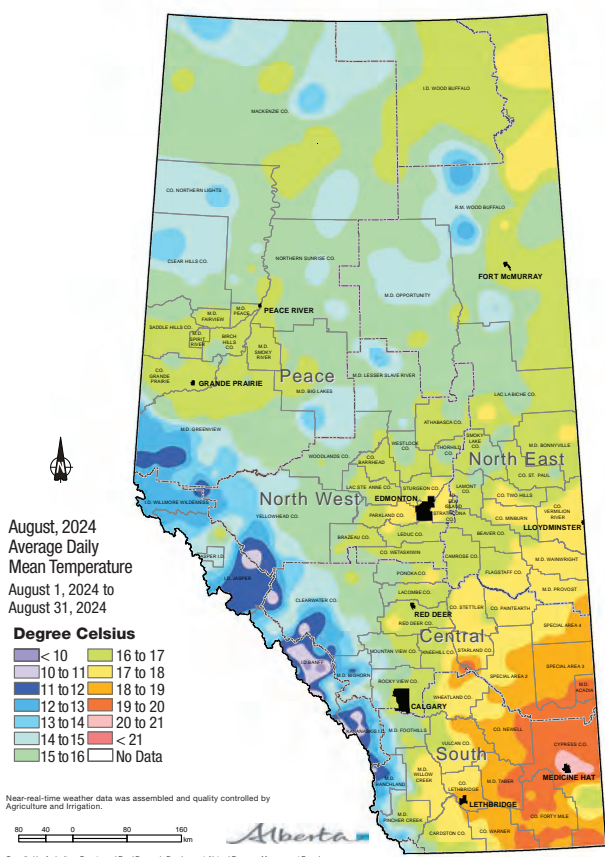 I.D. WOOD BUFFALO
MACKENZIE CO.
CO. NORTHERN LIGHTS
R.M. WOOD BUFFALO
CLEAR HILLS CO.
NORTHERN SUNRISE CO.
FORT McMURRAY
M.D. OPPORTUNITY
M.D.
PEACE
M.D.
FAIRVIEW
PEACE RIVER
SADDLE HILLS CO.
M.D.
SPIRIT
RIVER
BIRCH
HILLS
CO.
M.D.
SMOKY
RIVER
CO.
GRANDE
PRAIRIE
GRANDE PRAIRIE
Peace
M.D. LESSER SLAVE RIVER
M.D. BIG LAKES
LAC LA BICHE CO.
M.D. GREENVIEW
ATHABASCA CO.
WOODLANDS CO.
WESTLOCK
CO.
THORHILD
CO.
SMOKY
LAKE
CO.
M.D. BONNYVILLE
CO.
BARRHEAD
North East
CO. ST. PAUL
LAC STE ANNE CO.
STURGEON CO.
LAMONT
CO.
I.D. WILLMORE WILDERNESS
North West
EDMONTON
CO. TWO HILLS
CO.
VERMILION
RIVER
YELLOWHEAD CO.
PARKLAND CO.
STRATHCONA
CO.
CO. MINBURN
LLOYDMINSTER
BRAZEAU CO.
LEDUC CO.
BEAVER CO.
CO. WETASKIWIN
CAMROSE CO.
M.D. WAINWRIGHT
I.D. JASPER
PONOKA CO.
FLAGSTAFF CO.
M.D. PROVOST
CLEARWATER CO.
LACOMBE CO.
RED DEER
CO. STETTLER
CO. PAINTEARTH
RED DEER CO.
SPECIAL AREA 4
Central
MOUNTAIN VIEW CO.
KNEEHILL CO.
STARLAND CO.
I.D. BANFF
M.D. BIGHORN
SPECIAL AREA 2
SPECIAL AREA 3
ROCKY VIEW CO.
M.D.
ACADIA
WHEATLAND CO.
CALGARY
KANANASKIS I.D.
M.D. FOOTHILLS
CO. NEWELL
VULCAN CO.
CYPRESS CO.
South
M.D.
RANCHLAND
M.D.
WILLOW
CREEK
CO.
LETHBRIDGE
M.D. TABER
MEDICINE HAT
LETHBRIDGE
CO. FORTY MILE
M.D.
PINCHER CREEK
CARDSTON CO.
CO. WARNER
N
August, 2024
Average Daily
Mean Temperature
August 1, 2024 to
August 31, 2024
Degree Celsius
< 10
10 to 11
11 to 12
12 to 13
13 to 14
14 to 15
15 to 16
16 to 17
17 to 18
18 to 19
19 to 20
20 to 21
< 21
No Data
Near-real-time weather data was assembled and quality controlled by
Agriculture and Irrigation.
80 40 0 80 160
km
Alberta